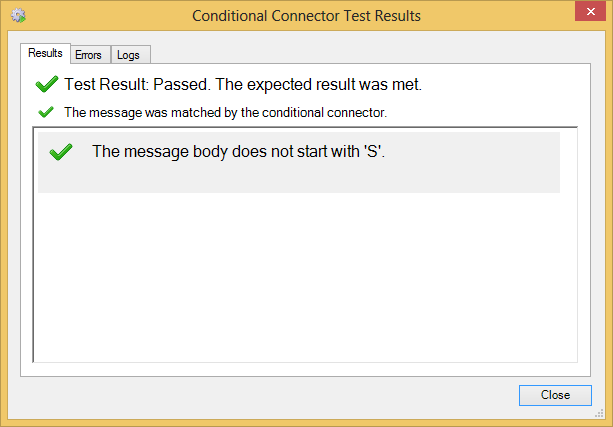 Conditional Connector Test Results
Results Errors Logs
Test Result: Passed. The expected result was met.
The message was matched by the conditional connector.
The message body does not start with 'S'.
Close